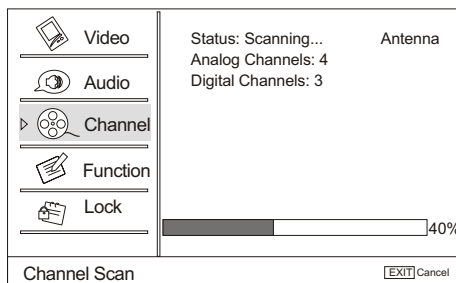 Video
Audio
Channel
Function
Lock
Status: Scanning... Antenna
Analog Channels: 4
Digital Channels: 3
40%
Channel Scan
EXIT Cancel